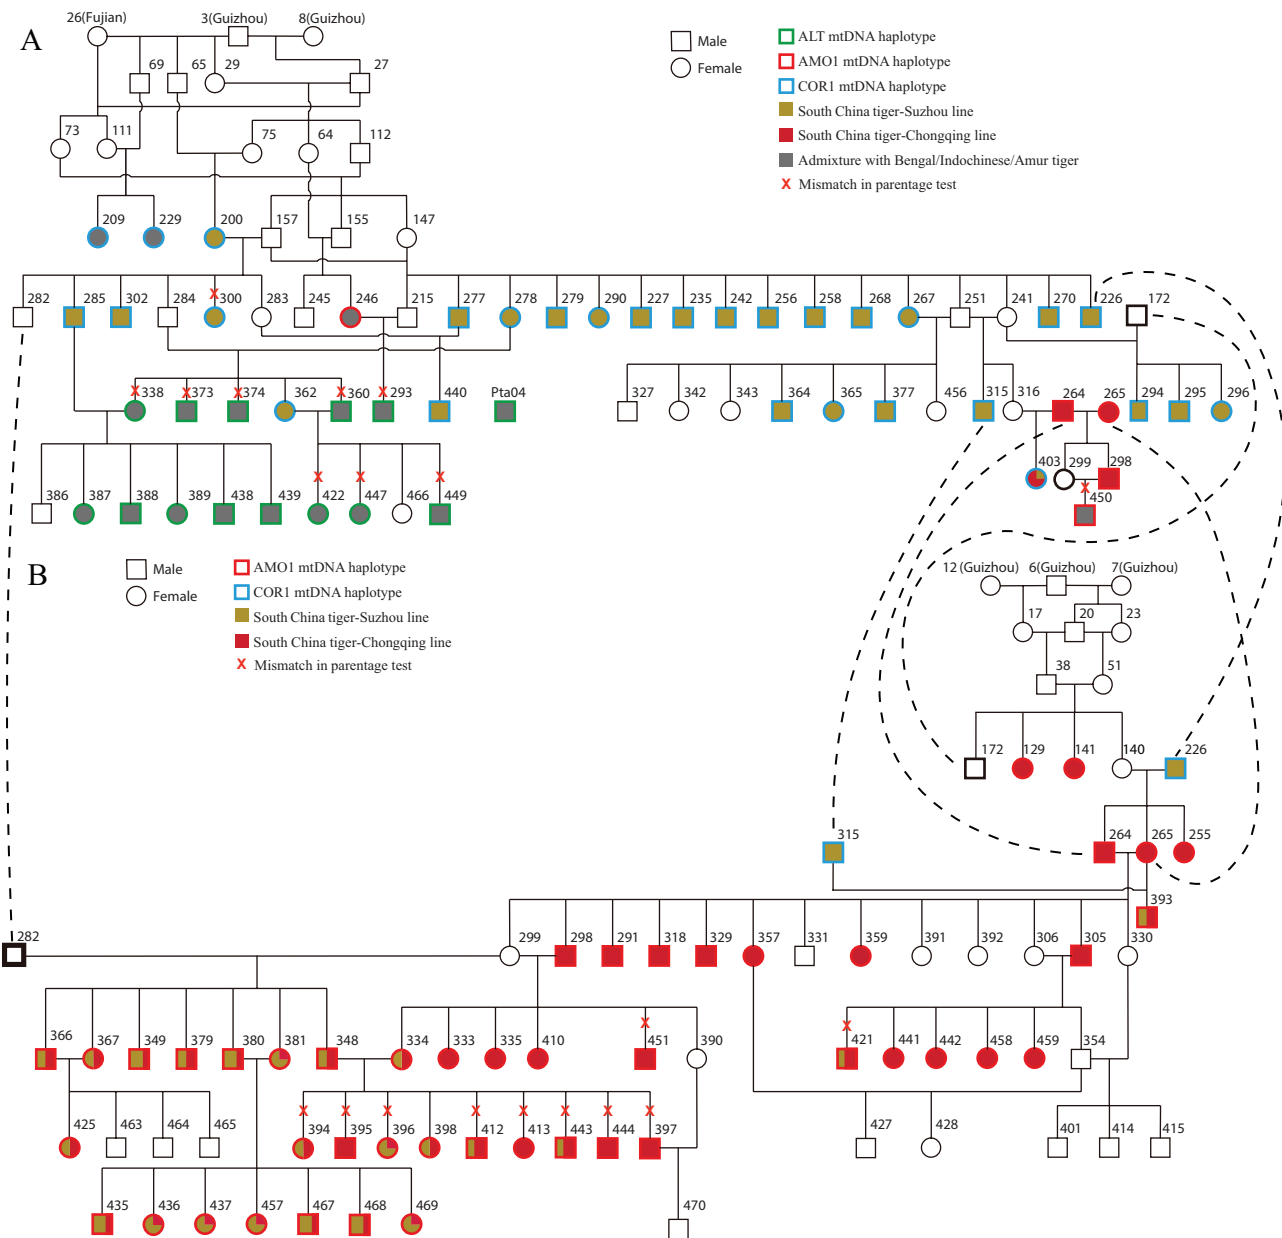 A
26(Fujian) 3(Guizhou) 8(Guizhou)
69 65 29 27
73 111 75 64 112
209 229 200 157 155 147
282 285 302 284 300 283 245 246 215 277 278 279 290 227 235 242 256 258 268 267 251 241 270 226 172
338 373 374 362 360 293 440 Pta04 327 342 343 364 365 377 456 315 316 264 265 294 295 296
403 299 298
450
386 387 388 389 438 439 422 447 466 449
Male
Female
ALT mtDNA haplotype
AMO1 mtDNA haplotype
COR1 mtDNA haplotype
South China tiger-Suzhou line
South China tiger-Chongqing line
Admixture with Bengal/Indochinese/Amur tiger
X Mismatch in parentage test
B
Male
Female
AMO1 mtDNA haplotype
COR1 mtDNA haplotype
South China tiger-Suzhou line
South China tiger-Chongqing line
X Mismatch in parentage test
12 (Guizhou) 6(Guizhou) 7(Guizhou)
17 20 23
38 51
172 129 141 140 226
315 264 265 255
393
282 299 298 291 318 329 357 331 359 391 392 306 305 330
366 367 349 379 380 381 348 334 333 335 410 451 390 421 441 442 458 459 354
425 463 464 465 394 395 396 398 412 413 443 444 397 427 428 401 414 415
435 436 437 457 467 468 469 470